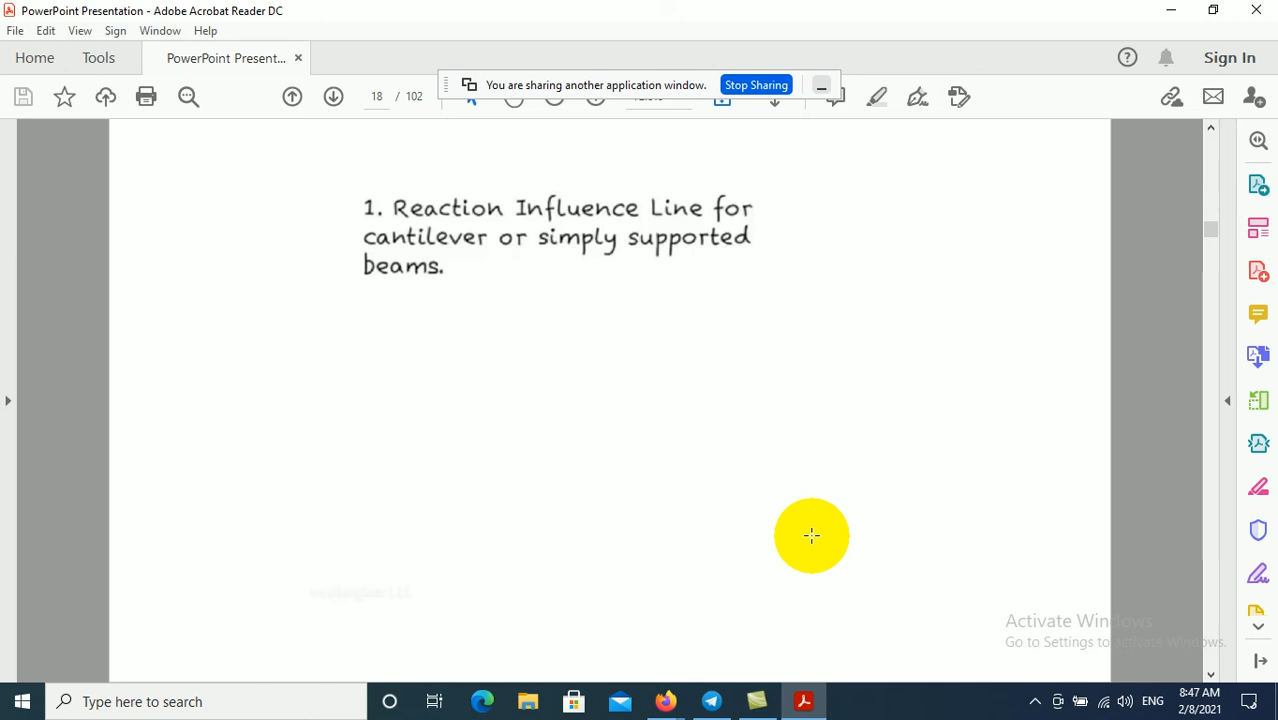 PowerPoint Presentation - Adobe Acrobat Reader DC
File Edit View Sign Window Help
Home Tools PowerPoint Present... Sign In
You are sharing another application window. Stop Sharing
18 / 102
1. Reaction Influence Line for
cantilever or simply supported
beams.
Activate Windows
Go to Settings to activate Windows.
Type here to search
ENG
8:47 AM
2/8/2021